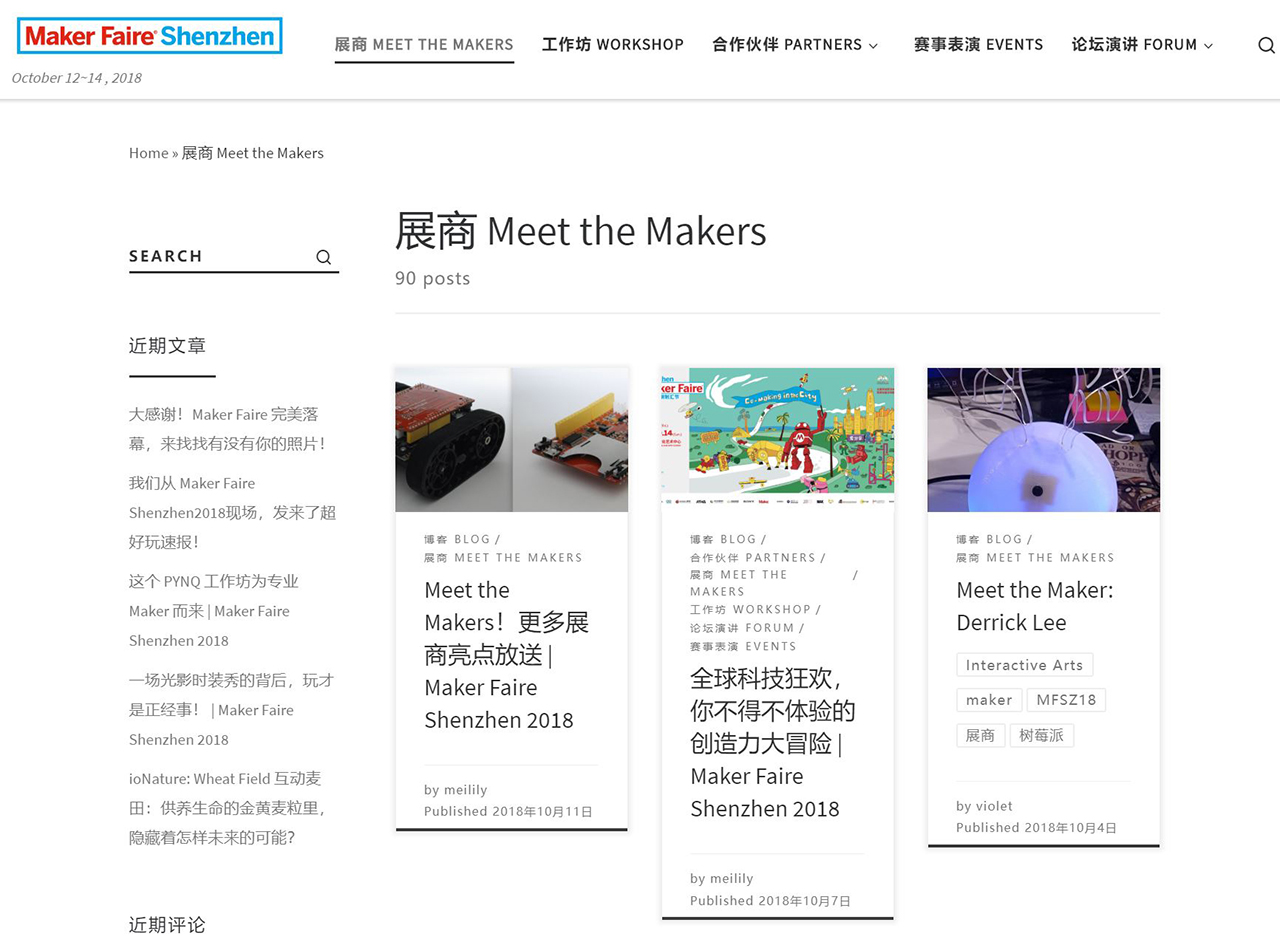 Maker Faire® Shenzhen
October 12~14 , 2018
展商 MEET THE MAKERS
工作坊 WORKSHOP
合作伙伴 PARTNERS
赛事表演 EVENTS
论坛演讲 FORUM
Home » 展商 Meet the Makers
展商 Meet the Makers
90 posts
SEARCH
近期文章
大感谢！Maker Faire 完美落
幕，来找找有没有你的照片！
我们从 Maker Faire
Shenzhen2018现场，发来了超
好玩速报！
这个 PYNQ 工作坊为专业
Maker 而来 | Maker Faire
Shenzhen 2018
一场光影时装秀的背后，玩才
是正经事！ | Maker Faire
Shenzhen 2018
ioNature: Wheat Field 互动麦
田：供养生命的金黄麦粒里，
隐藏着怎样未来的可能？
近期评论
博客 BLOG /
展商 MEET THE MAKERS
Meet the
Makers！更多展
商亮点放送 |
Maker Faire
Shenzhen 2018
by meilily
Published 2018年10月11日
Maker Faire
Co-Making in the City
博客 BLOG /
合作伙伴 PARTNERS /
展商 MEET THE /
MAKERS
工作坊 WORKSHOP /
论坛演讲 FORUM /
赛事表演 EVENTS
全球科技狂欢，
你不得不体验的
创造力大冒险 |
Maker Faire
Shenzhen 2018
by meilily
Published 2018年10月7日
博客 BLOG /
展商 MEET THE MAKERS
Meet the Maker:
Derrick Lee
Interactive Arts
maker MFSZ18
展商 树莓派
by violet
Published 2018年10月4日